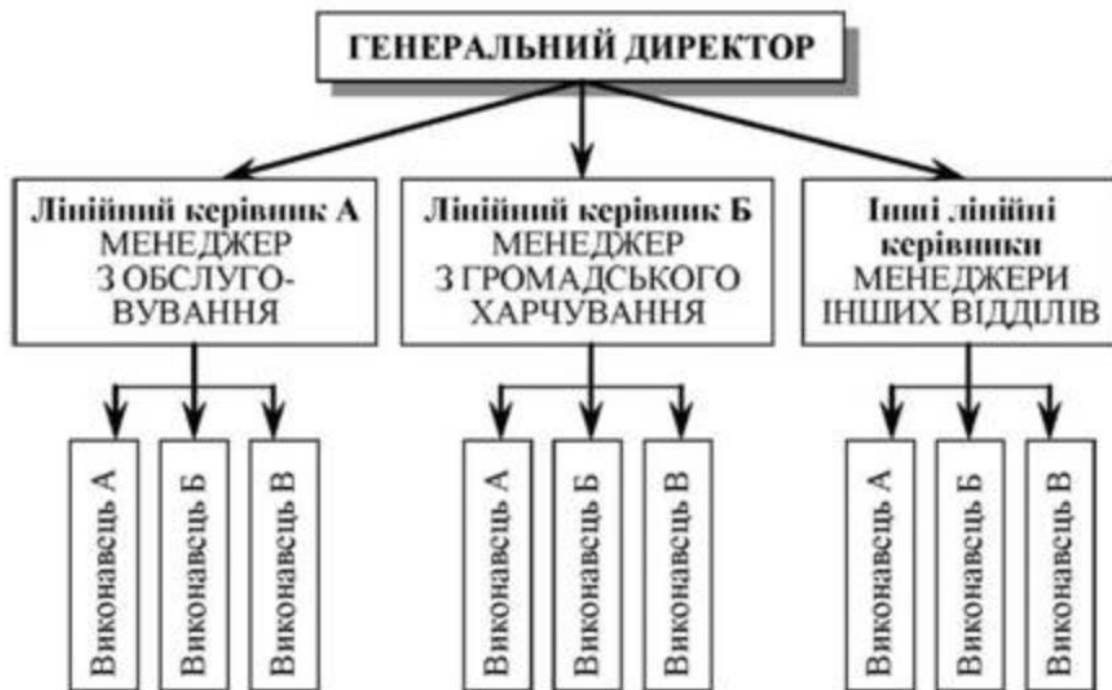 ГЕНЕРАЛЬНИЙ ДИРЕКТОР
Лінійний керівник А
МЕНЕДЖЕР
З ОБСЛУГО-
ВУВАННЯ
Лінійний керівник Б
МЕНЕДЖЕР
З ГРОМАДСЬКОГО
ХАРЧУВАННЯ
Інші лінійні
керівники
МЕНЕДЖЕРИ
ІНШИХ ВІДДІЛІВ
Виконавець А
Виконавець Б
Виконавець В
Виконавець А
Виконавець Б
Виконавець В
Виконавець А
Виконавець Б
Виконавець В